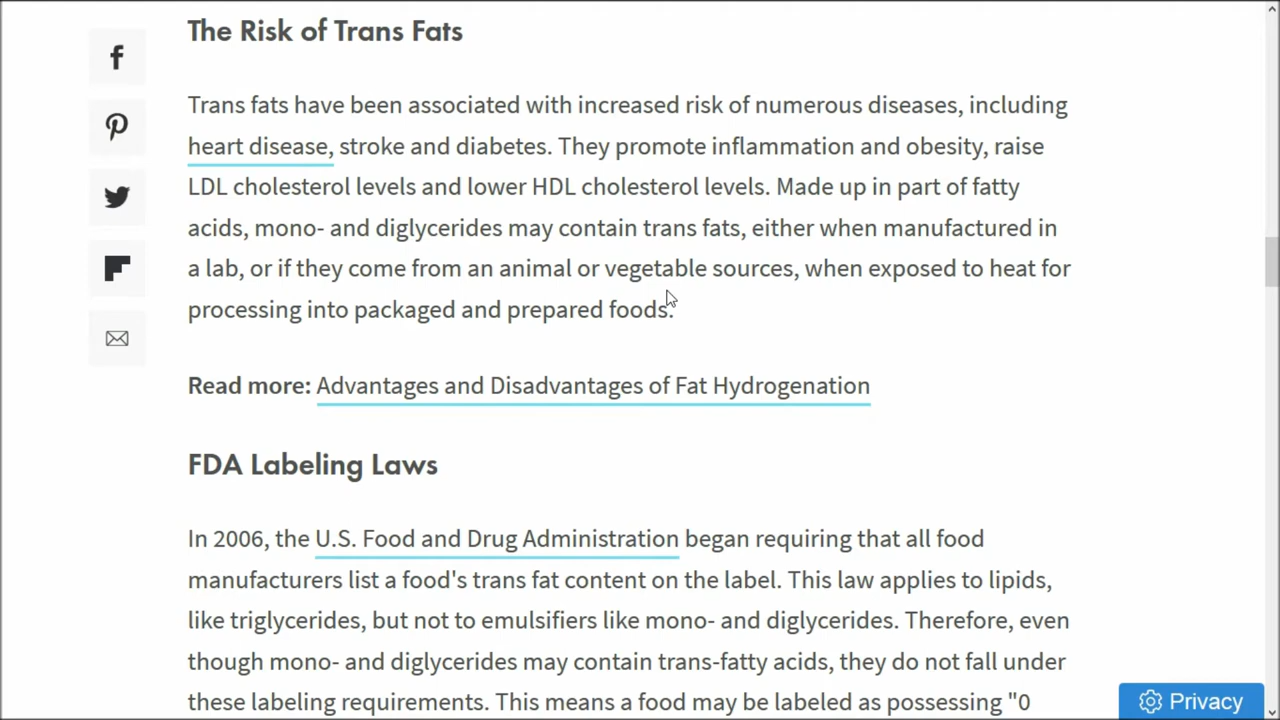 The Risk of Trans Fats
Trans fats have been associated with increased risk of numerous diseases, including
heart disease, stroke and diabetes. They promote inflammation and obesity, raise
LDL cholesterol levels and lower HDL cholesterol levels. Made up in part of fatty
acids, mono- and diglycerides may contain trans fats, either when manufactured in
a lab, or if they come from an animal or vegetable sources, when exposed to heat for
processing into packaged and prepared foods.
Read more: Advantages and Disadvantages of Fat Hydrogenation
FDA Labeling Laws
In 2006, the U.S. Food and Drug Administration began requiring that all food
manufacturers list a food's trans fat content on the label. This law applies to lipids,
like triglycerides, but not to emulsifiers like mono- and diglycerides. Therefore, even
though mono- and diglycerides may contain trans-fatty acids, they do not fall under
these labeling requirements. This means a food may be labeled as possessing "0
Privacy